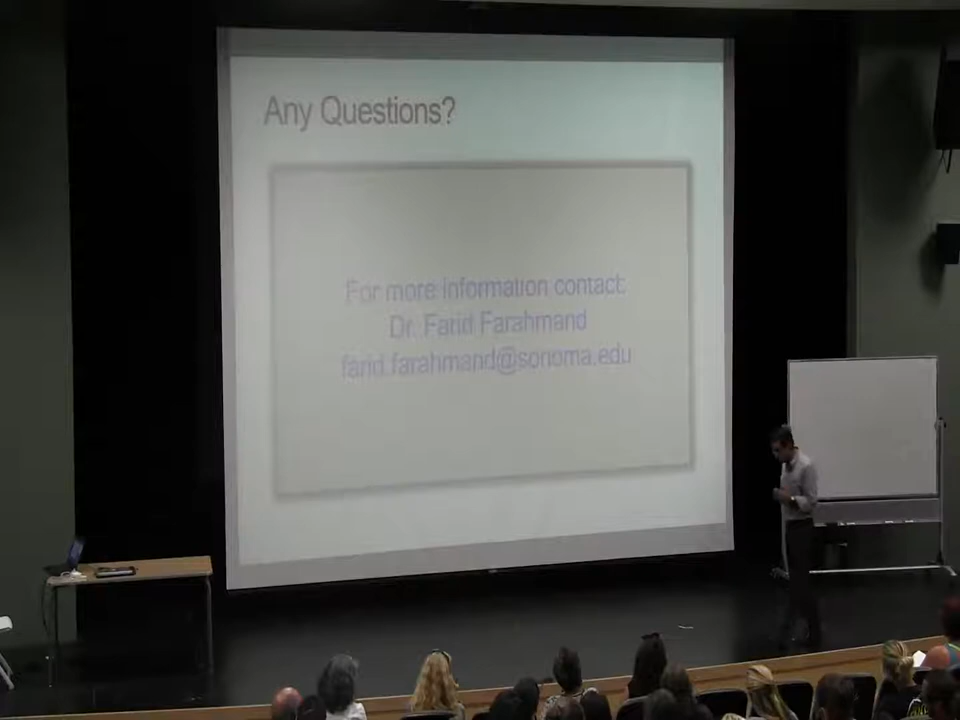 Any Questions?
For more information contact:
Dr. Farid Farahmand
farid.farahmand@sonoma.edu